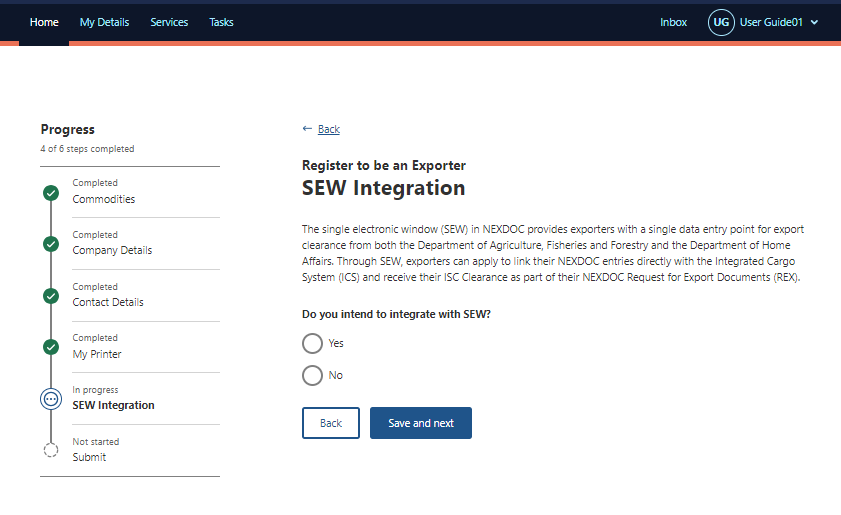 Home My Details Services Tasks Inbox UG User Guide01
Progress
4 of 6 steps completed
Completed
Commodities
Completed
Company Details
Completed
Contact Details
Completed
My Printer
In progress
SEW Integration
Not started
Submit
← Back
Register to be an Exporter
SEW Integration
The single electronic window (SEW) in NEXDOC provides exporters with a single data entry point for export
clearance from both the Department of Agriculture, Fisheries and Forestry and the Department of Home
Affairs. Through SEW, exporters can apply to link their NEXDOC entries directly with the Integrated Cargo
System (ICS) and receive their ISC Clearance as part of their NEXDOC Request for Export Documents (REX).
Do you intend to integrate with SEW?
Yes
No
Back Save and next